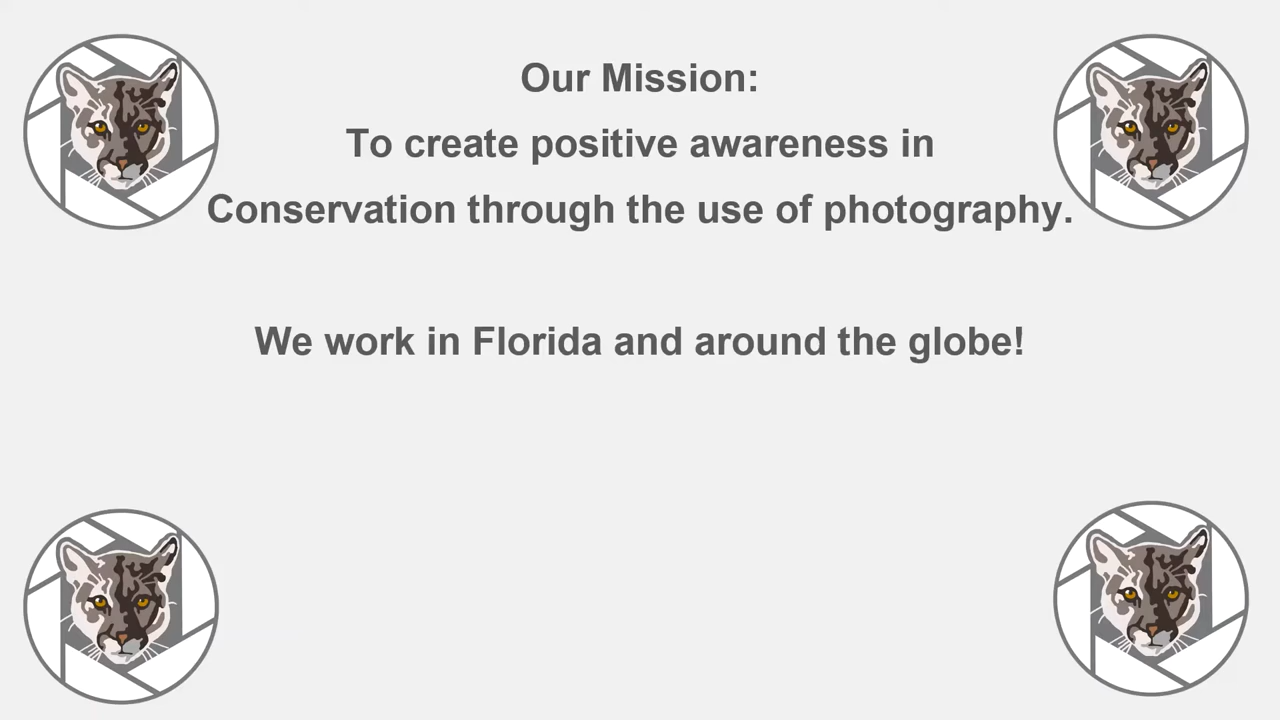 Our Mission:
To create positive awareness in
Conservation through the use of photography.
We work in Florida and around the globe!